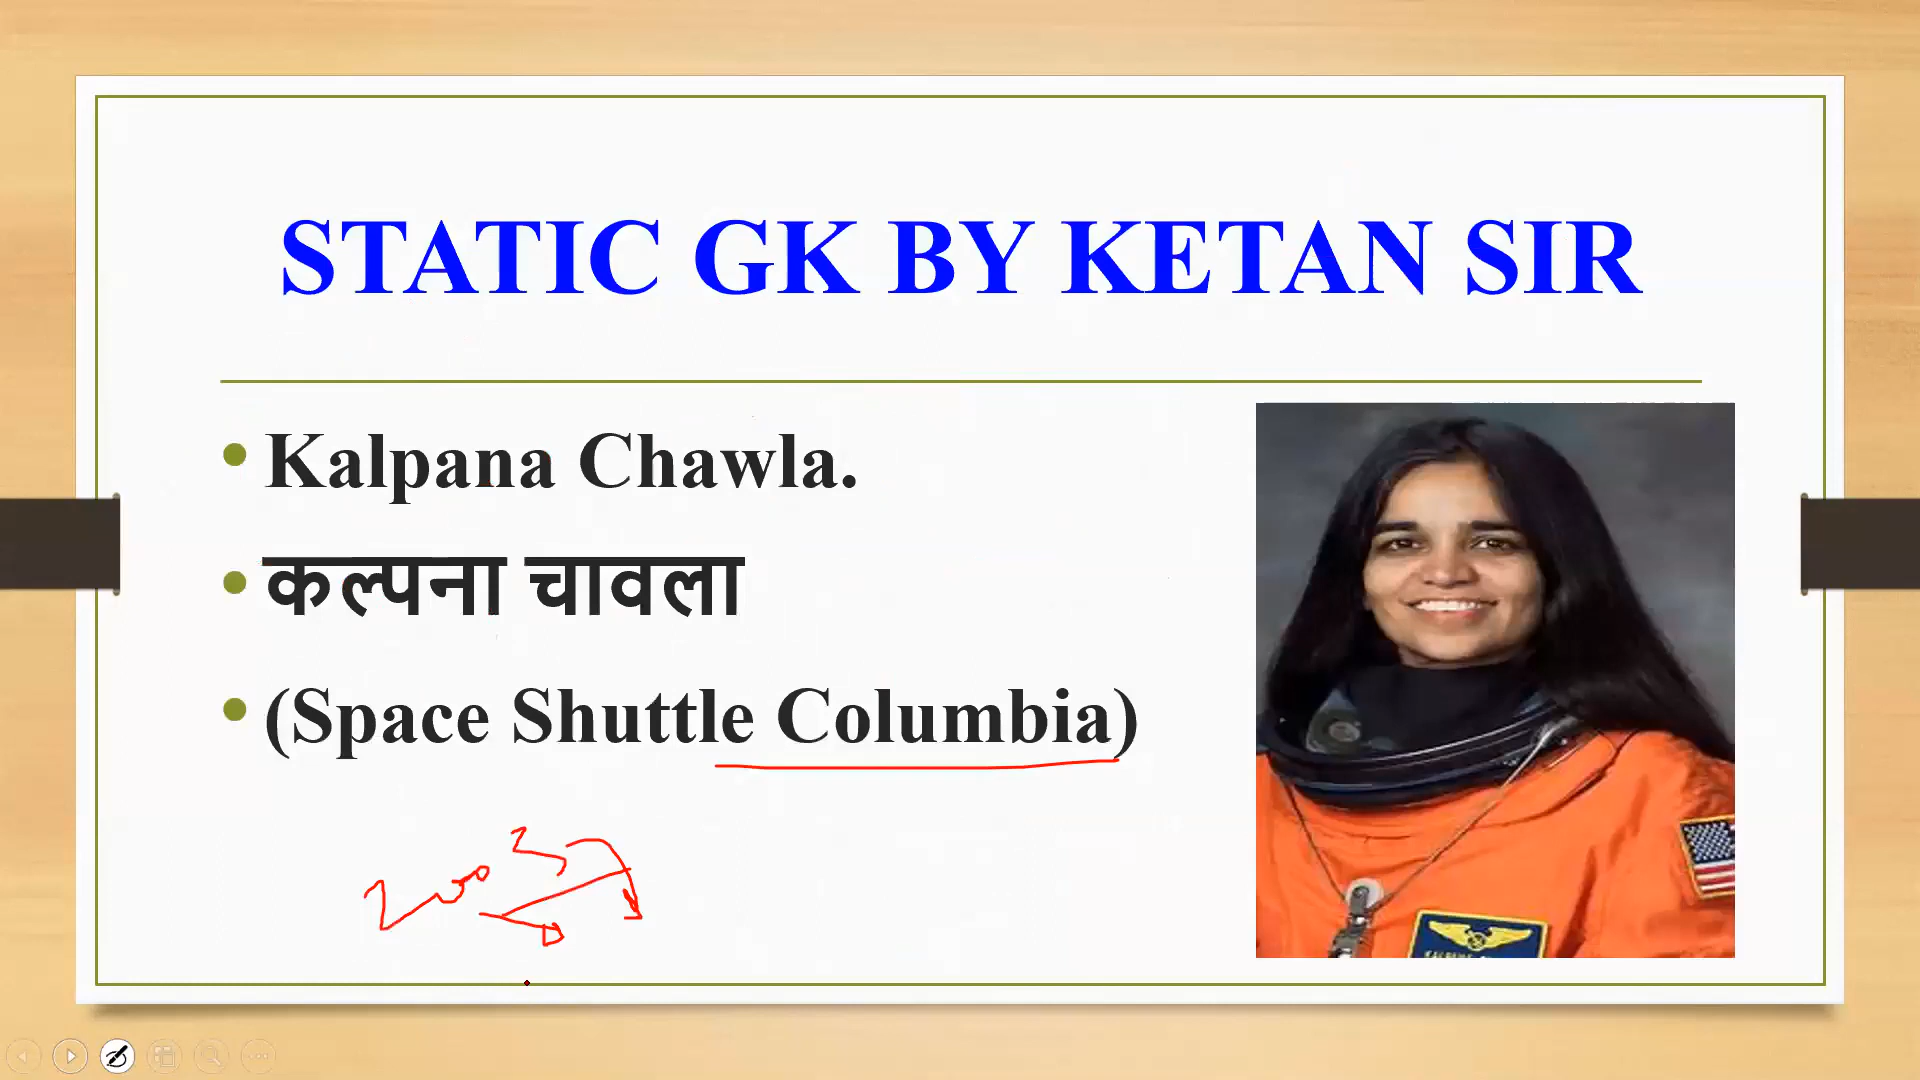 STATIC GK BY KETAN SIR
Kalpana Chawla.
कल्पना चावला
(Space Shuttle Columbia)
2003